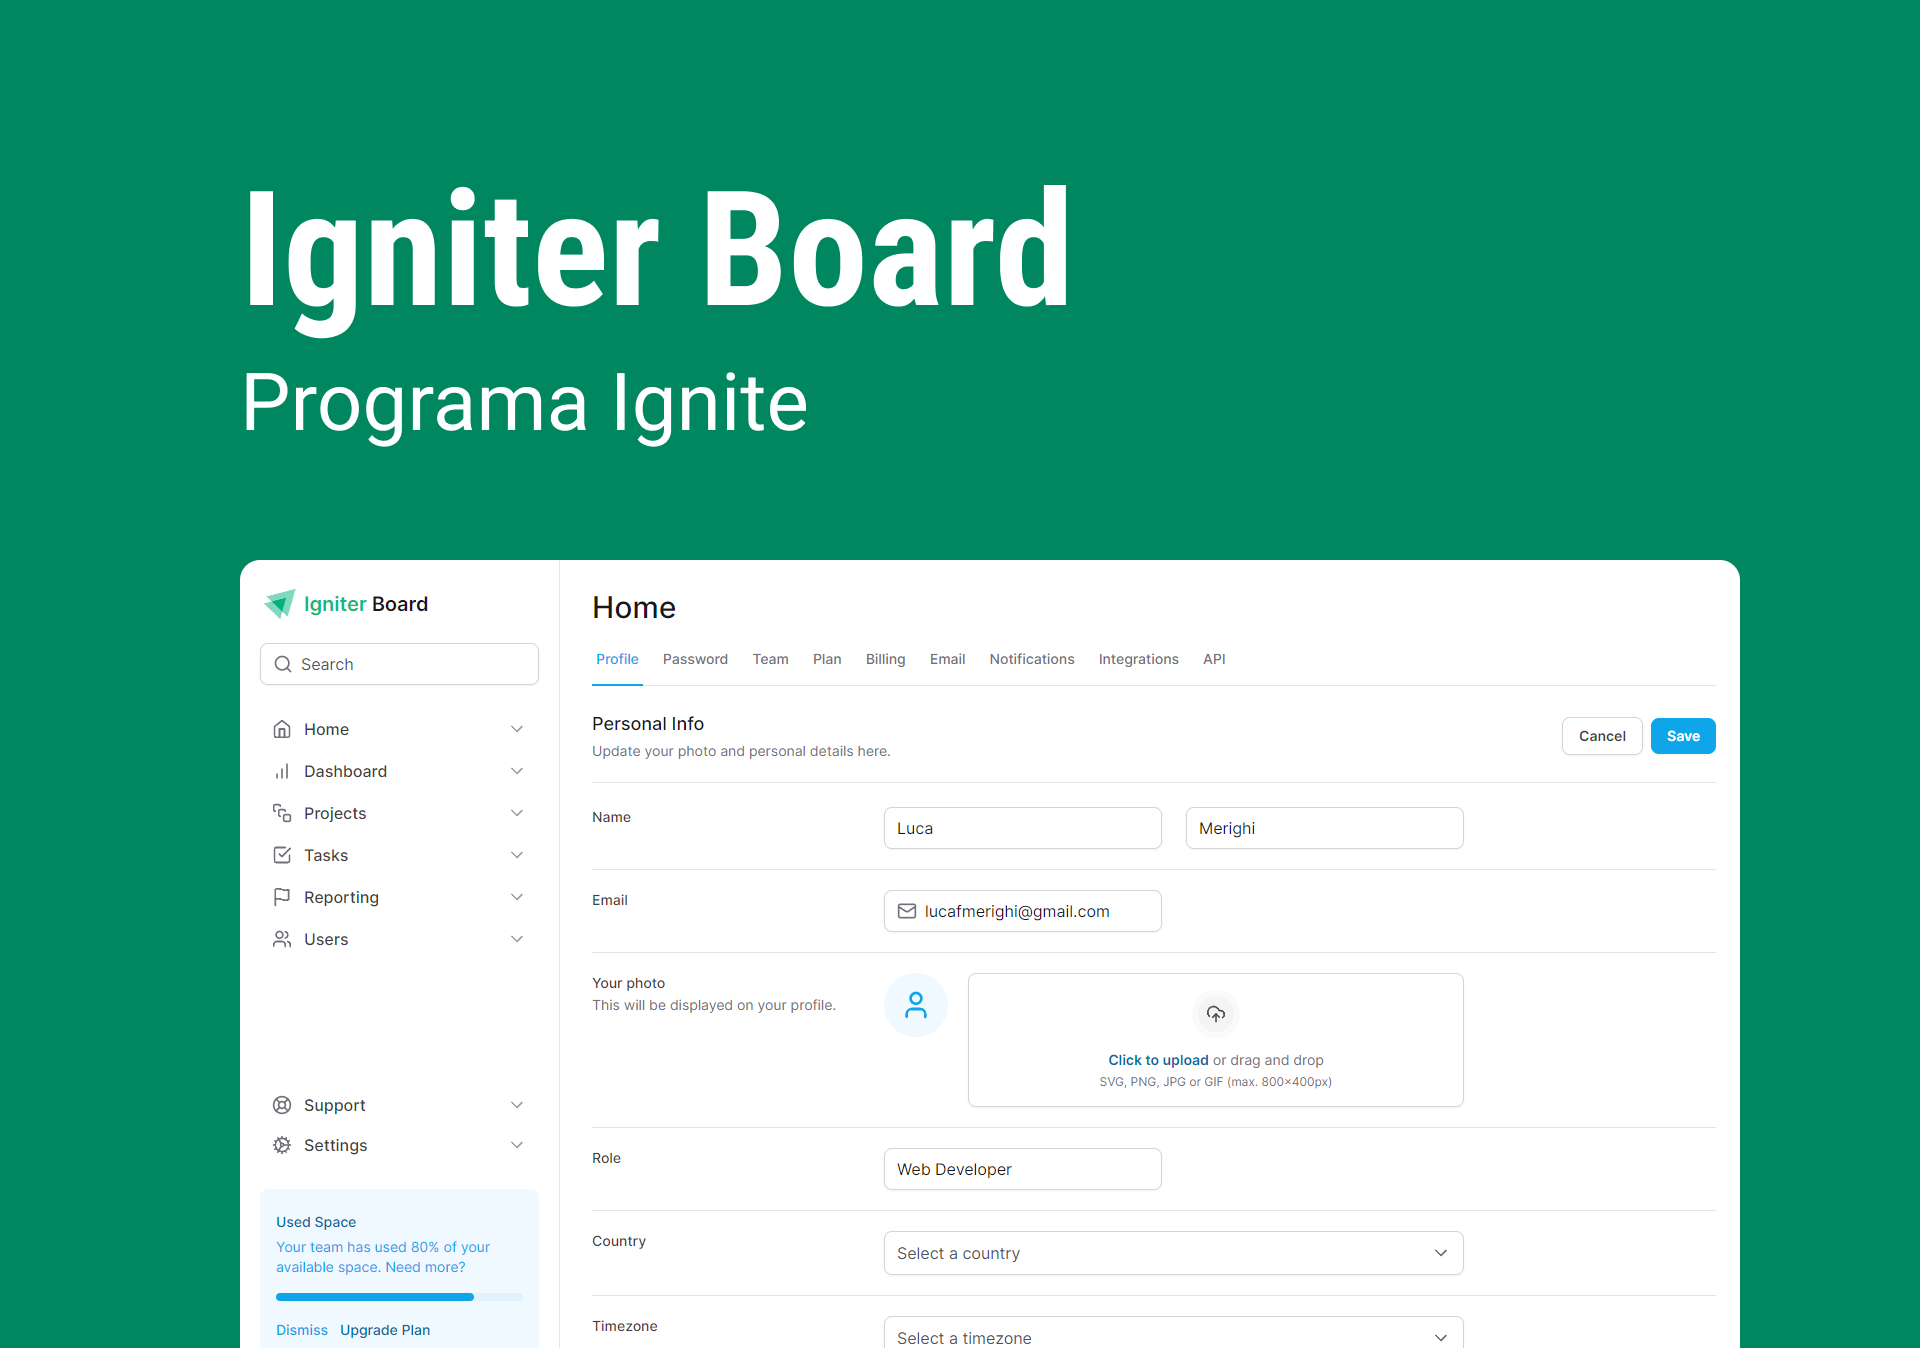 Igniter Board
Programa Ignite
Igniter Board
Search
Home
Dashboard
Projects
Tasks
Reporting
Users
Support
Settings
Used Space
Your team has used 80% of your
available space. Need more?
Dismiss Upgrade Plan
Home
Profile Password Team Plan Billing Email Notifications Integrations API
Personal Info
Update your photo and personal details here.
Cancel Save
Name Luca Merighi
Email lucafmerighi@gmail.com
Your photo
This will be displayed on your profile.
Click to upload or drag and drop
SVG, PNG, JPG or GIF (max. 800×400px)
Role Web Developer
Country Select a country
Timezone Select a timezone